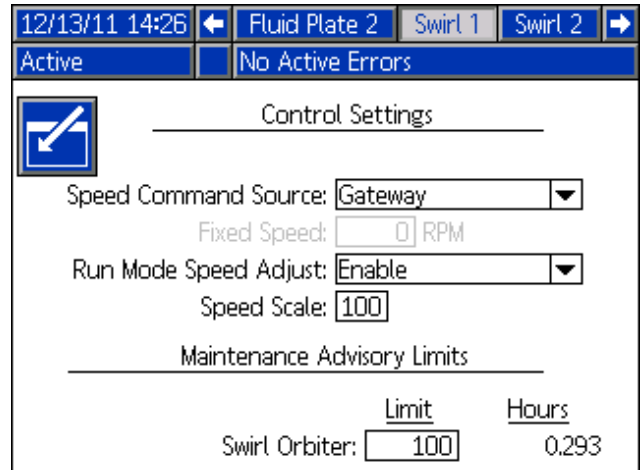 12/13/11 14:26 Fluid Plate 2 Swirl 1 Swirl 2
Active No Active Errors
Control Settings
Speed Command Source: Gateway
Fixed Speed: 0 RPM
Run Mode Speed Adjust: Enable
Speed Scale: 100
Maintenance Advisory Limits
Limit Hours
Swirl Orbiter: 100 0.293